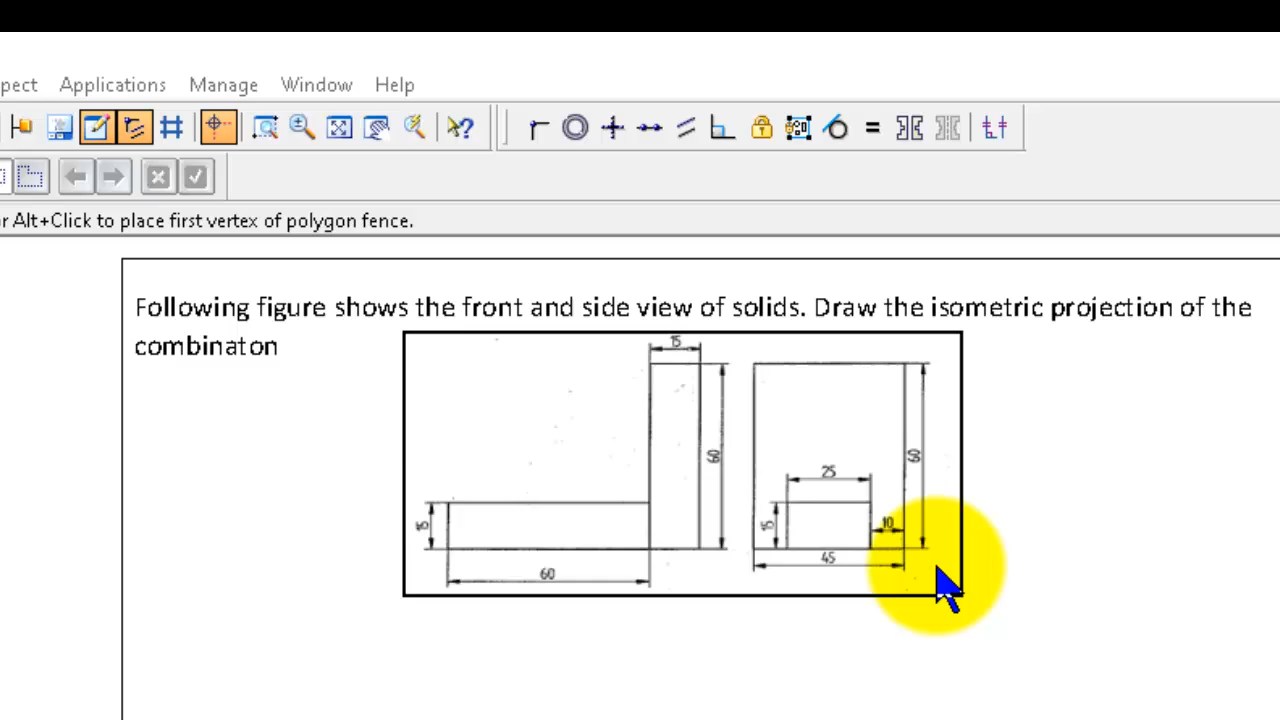 pect Applications Manage Window Help
r Alt+Click to place first vertex of polygon fence.
Following figure shows the front and side view of solids. Draw the isometric projection of the
combinaton
15
60
60
25
15
15
10
45
60